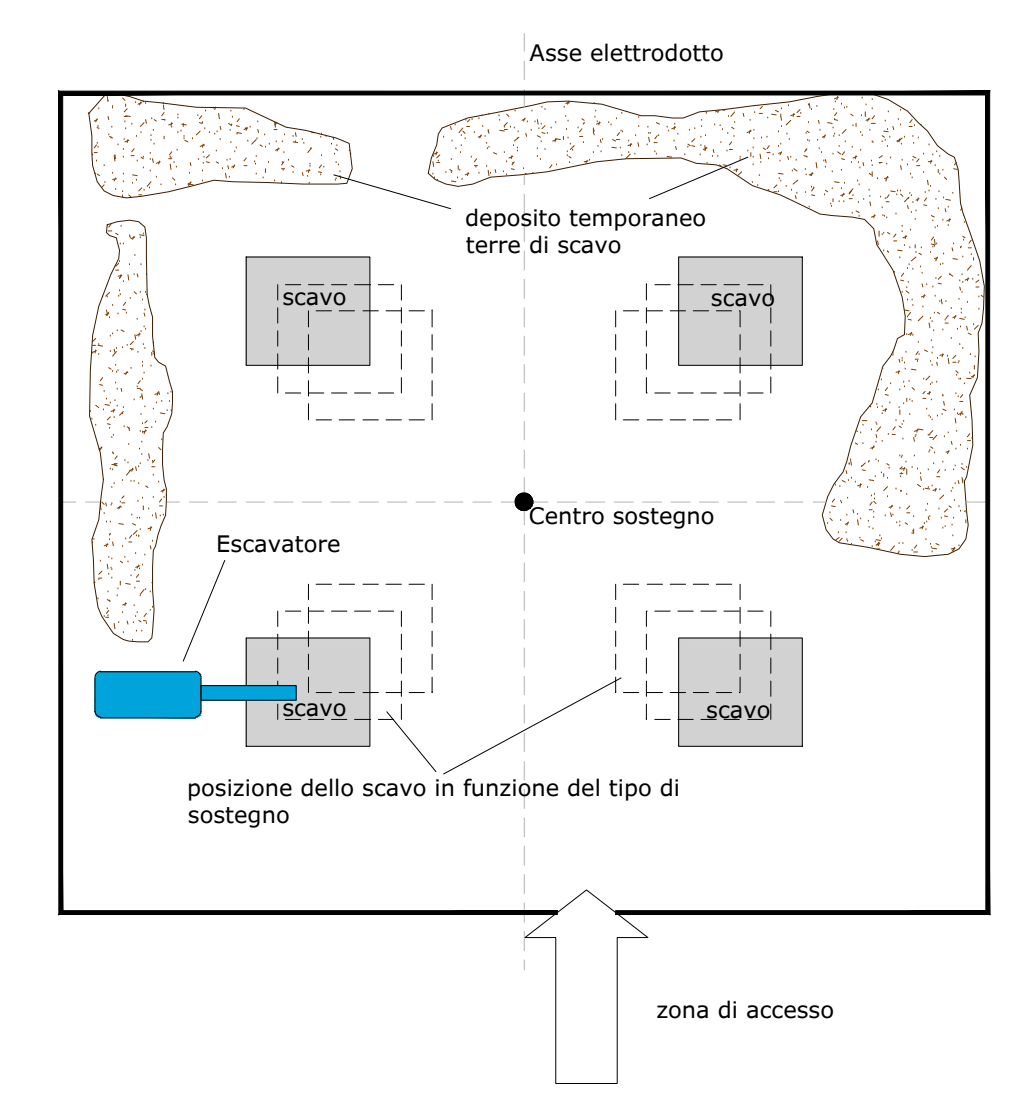 Asse elettrodotto
deposito temporaneo
terre di scavo
scavo
scavo
Centro sostegno
Escavatore
scavo
scavo
posizione dello scavo in funzione del tipo di
sostegno
zona di accesso